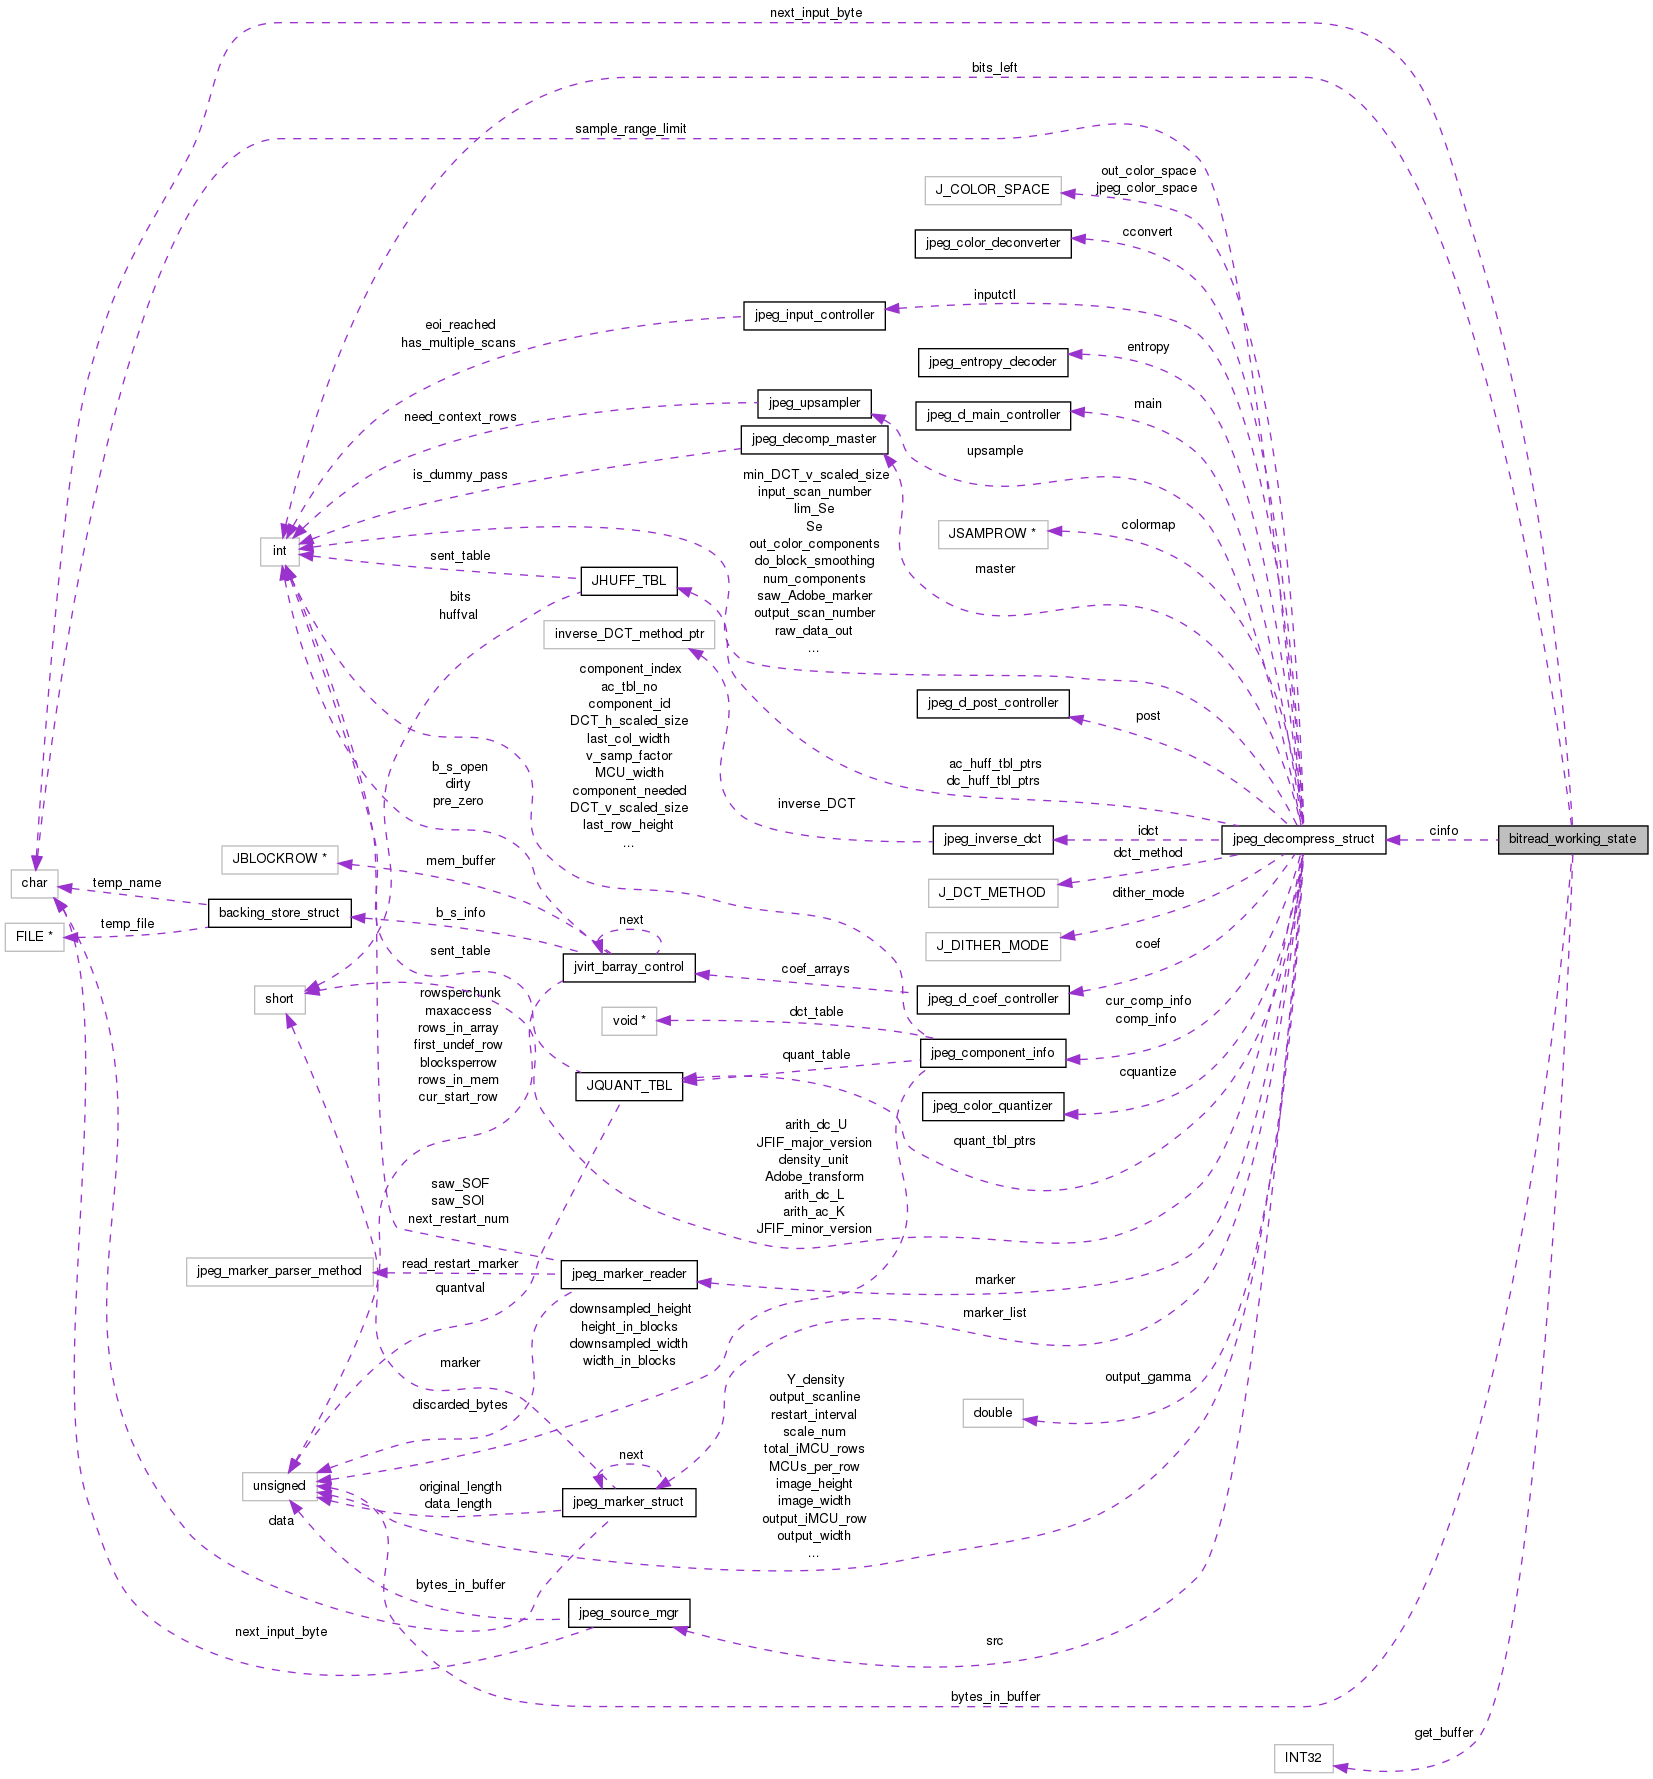 next_input_byte
bits_left
sample_range_limit
out_color_space
jpeg_color_space
J_COLOR_SPACE
cconvert
jpeg_color_deconverter
inputctl
jpeg_input_controller
eoi_reached
has_multiple_scans
entropy
jpeg_entropy_decoder
jpeg_upsampler
main
jpeg_d_main_controller
need_context_rows
jpeg_decomp_master
upsample
is_dummy_pass
min_DCT_v_scaled_size
input_scan_number
lim_Se
Se
out_color_components
do_block_smoothing
num_components
saw_Adobe_marker
output_scan_number
raw_data_out
...
colormap
JSAMPROW *
int
sent_table
master
JHUFF_TBL
bits
huffval
inverse_DCT_method_ptr
component_index
ac_tbl_no
component_id
DCT_h_scaled_size
last_col_width
v_samp_factor
MCU_width
component_needed
DCT_v_scaled_size
last_row_height
...
jpeg_d_post_controller
post
b_s_open
dirty
pre_zero
ac_huff_tbl_ptrs
dc_huff_tbl_ptrs
inverse_DCT
jpeg_inverse_dct
idct
jpeg_decompress_struct
cinfo
bitread_working_state
dct_method
JBLOCKROW *
mem_buffer
char
temp_name
J_DCT_METHOD
dither_mode
backing_store_struct
b_s_info
next
temp_file
FILE *
J_DITHER_MODE
coef
sent_table
jvirt_barray_control
coef_arrays
jpeg_d_coef_controller
short
rowsperchunk
maxaccess
rows_in_array
first_undef_row
blocksperrow
rows_in_mem
cur_start_row
cur_comp_info
comp_info
void *
dct_table
jpeg_component_info
quant_table
cquantize
JQUANT_TBL
jpeg_color_quantizer
arith_dc_U
JFIF_major_version
density_unit
Adobe_transform
arith_dc_L
arith_ac_K
JFIF_minor_version
quant_tbl_ptrs
saw_SOF
saw_SOI
next_restart_num
jpeg_marker_parser_method
read_restart_marker
jpeg_marker_reader
marker
quantval
downsampled_height
height_in_blocks
downsampled_width
width_in_blocks
marker_list
marker
Y_density
output_scanline
restart_interval
scale_num
total_iMCU_rows
MCUs_per_row
image_height
image_width
output_iMCU_row
output_width
...
output_gamma
double
discarded_bytes
next
unsigned
original_length
data_length
jpeg_marker_struct
data
bytes_in_buffer
jpeg_source_mgr
next_input_byte
src
bytes_in_buffer
get_buffer
INT32